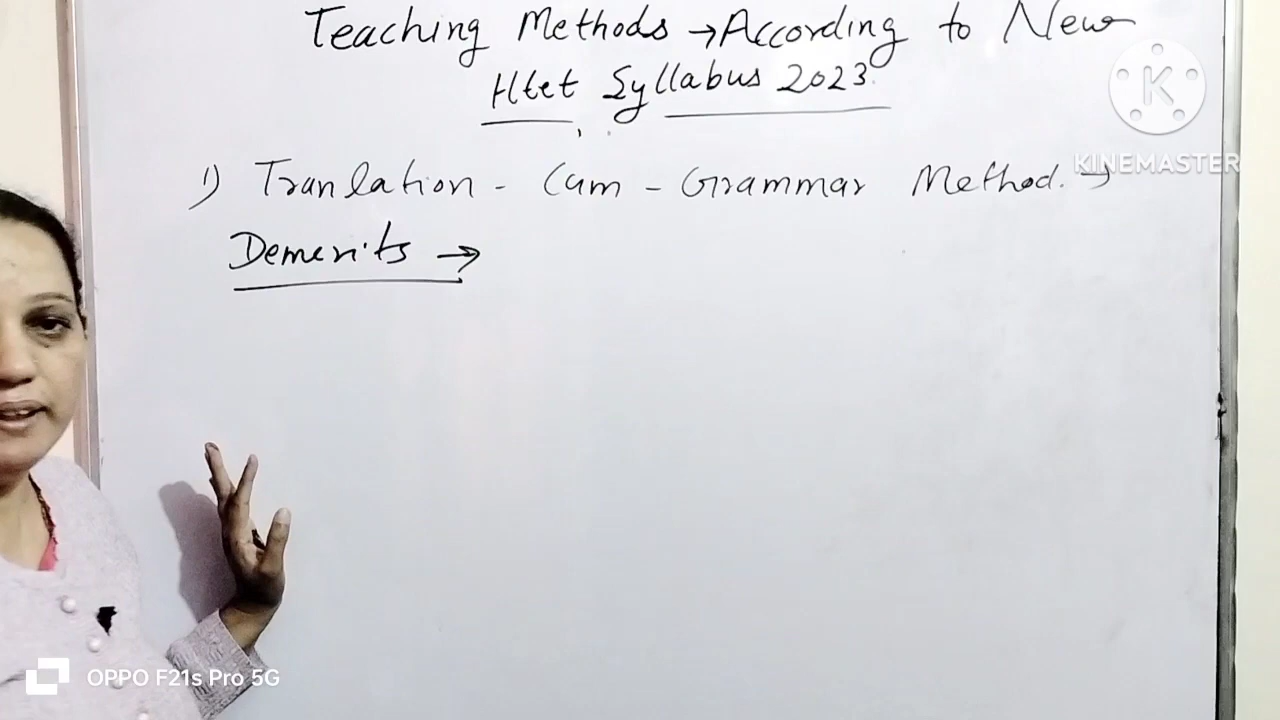 Teaching Methods → According to New
Htet Syllabus 2023.
1) Tranlation - Cum - Grammar Method. →
Demerits →
K
KINEMASTER
OPPO F21s Pro 5G